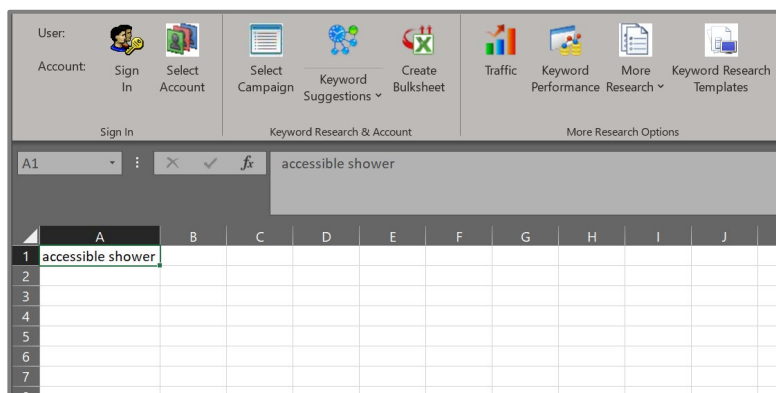 User:
Account:
Sign
In
Select
Account
Sign In
Select
Campaign
Keyword
Suggestions
Create
Bulksheet
Keyword Research & Account
Traffic
Keyword
Performance
More
Research
Keyword Research
Templates
More Research Options
A1
fx
accessible shower
A B C D E F G H I J
1 accessible shower
2
3
4
5
6
7